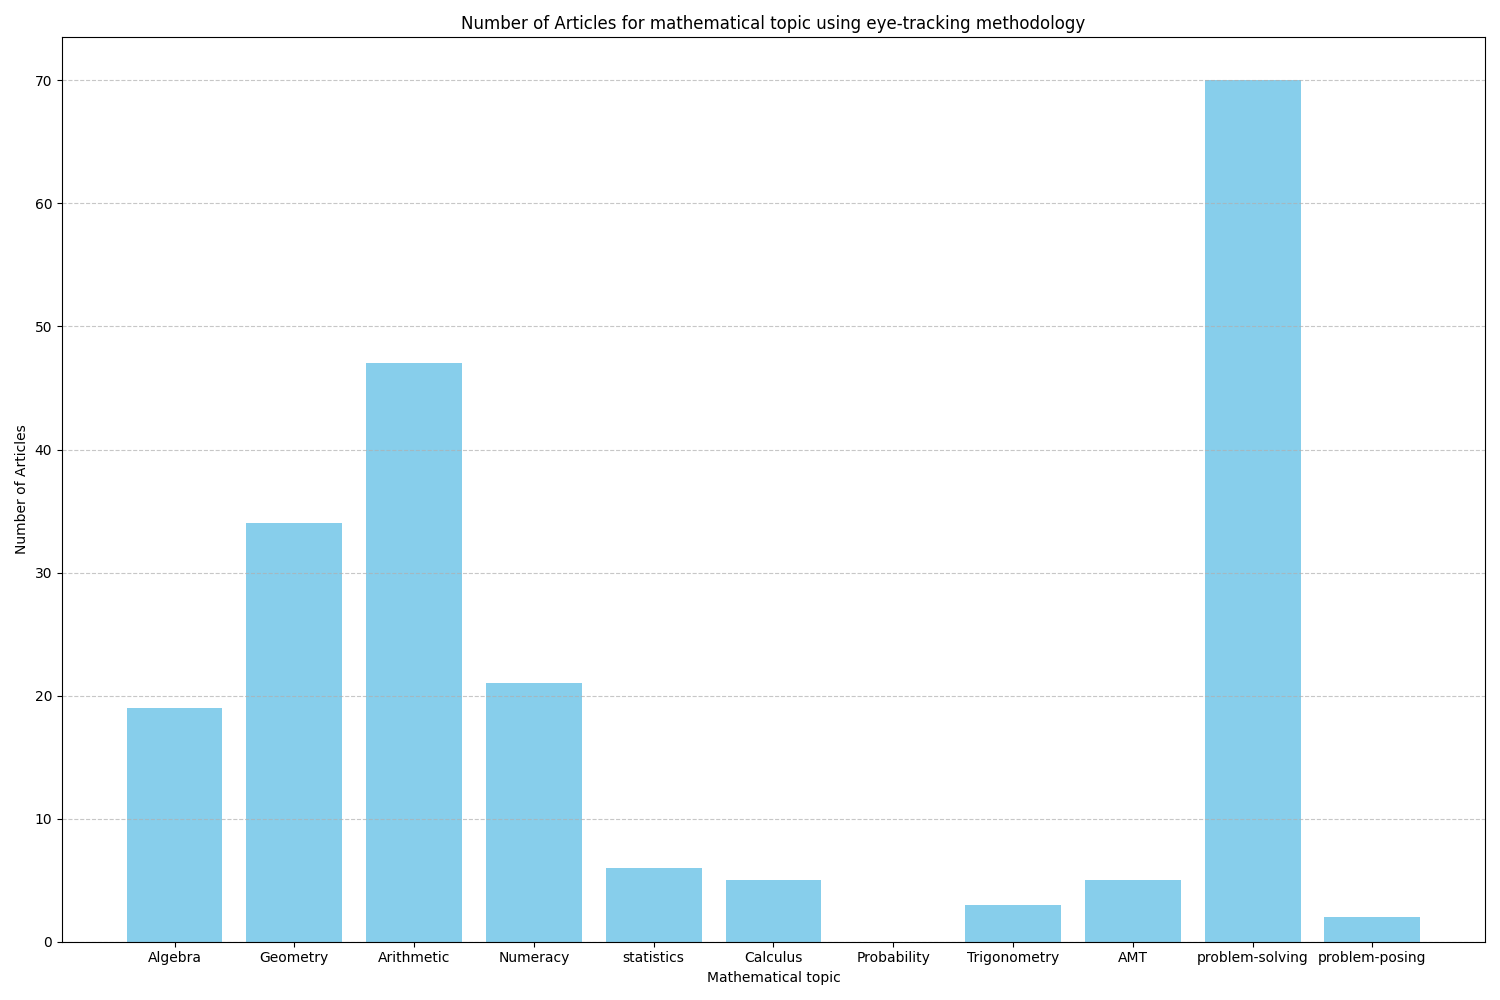 Number of Articles for mathematical topic using eye-tracking methodology
Number of Articles
70
60
50
40
30
20
10
0
Algebra Geometry Arithmetic Numeracy statistics Calculus Probability Trigonometry AMT problem-solving problem-posing
Mathematical topic